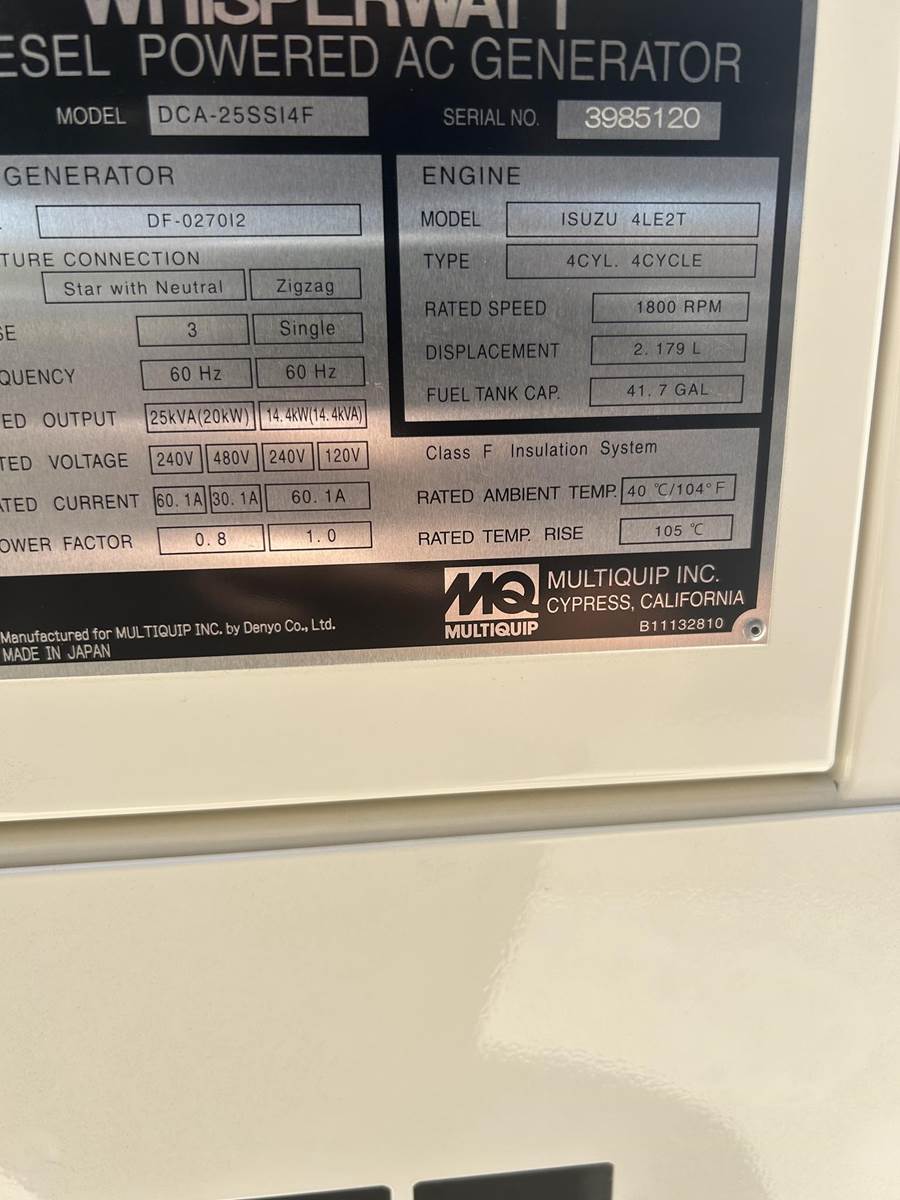 WHISPERWATT
ESEL POWERED AC GENERATOR
MODEL DCA-25SSI4F SERIAL NO. 3985120
GENERATOR
DF-0270I2
TURE CONNECTION
Star with Neutral Zigzag
SE 3 Single
QUENCY 60 Hz 60 Hz
ED OUTPUT 25kVA(20kW) 14.4kW(14.4kVA)
TED VOLTAGE 240V 480V 240V 120V
ATED CURRENT 60.1A 30.1A 60.1A
OWER FACTOR 0.8 1.0
ENGINE
MODEL ISUZU 4LE2T
TYPE 4CYL. 4CYCLE
RATED SPEED 1800 RPM
DISPLACEMENT 2.179 L
FUEL TANK CAP. 41.7 GAL
Class F Insulation System
RATED AMBIENT TEMP. 40 ℃/104°F
RATED TEMP. RISE 105 ℃
Manufactured for MULTIQUIP INC. by Denyo Co., Ltd.
MADE IN JAPAN
MQ
MULTIQUIP
MULTIQUIP INC.
CYPRESS, CALIFORNIA
B11132810